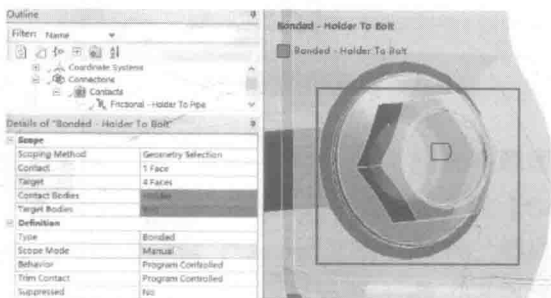 Outline
Filter: Name
Coordinate Systems
Connections
Contacts
Frictional - Holder To Pipe
Details of "Bonded - Holder To Bolt"
Scope
Scoping Method Geometry Selection
Contact 1 Face
Target 4 Faces
Contact Bodies Holder
Target Bodies
Definition
Type Bonded
Scope Mode Manual
Behavior Program Controlled
Trim Contact Program Controlled
Suppressed No
Bonded - Holder To Bolt
Bonded - Holder To Bolt